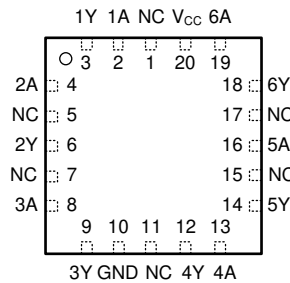 1Y 1A NC VCC 6A
3 2 1 20 19
2A 4 18 6Y
NC 5 17 NC
2Y 6 16 5A
NC 7 15 NC
3A 8 14 5Y
9 10 11 12 13
3Y GND NC 4Y 4A